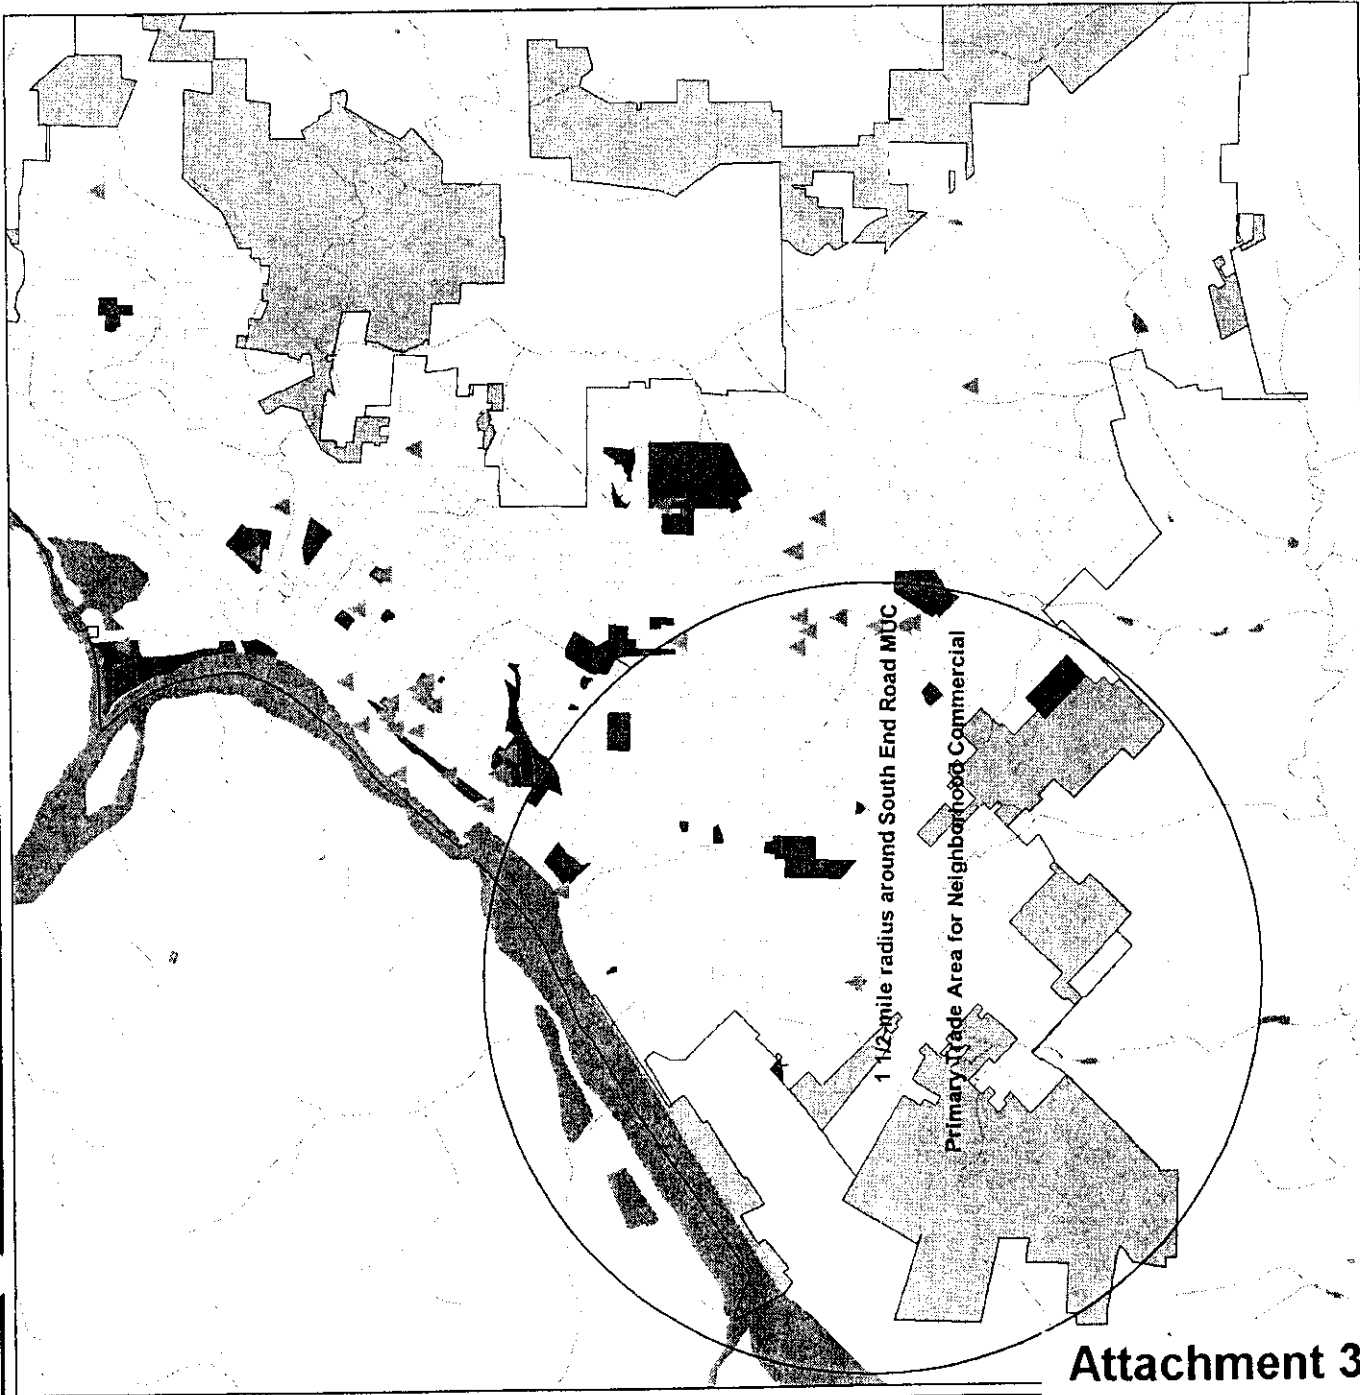 1 1/2 mile radius around South End Road MUC
Primary Trade Area for Neighborhood Commercial
Attachment 3